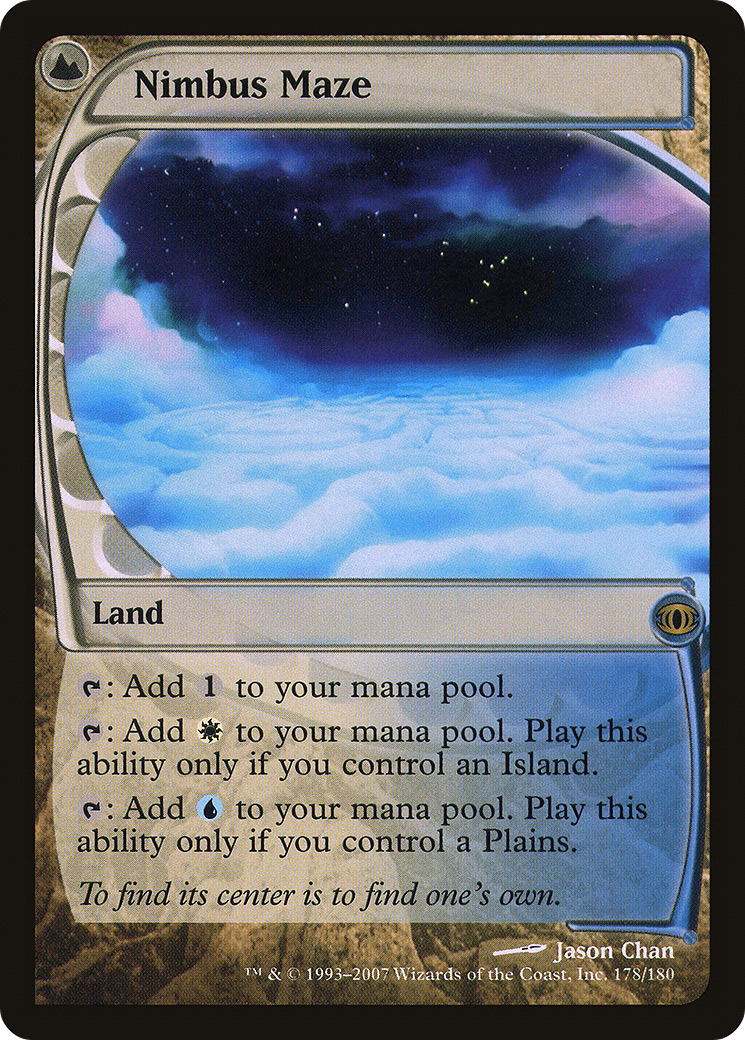 Nimbus Maze
Land
: Add 1 to your mana pool.
: Add to your mana pool. Play this
ability only if you control an Island.
: Add to your mana pool. Play this
ability only if you control a Plains.
To find its center is to find one's own.
Jason Chan
™ & © 1993–2007 Wizards of the Coast, Inc. 178/180